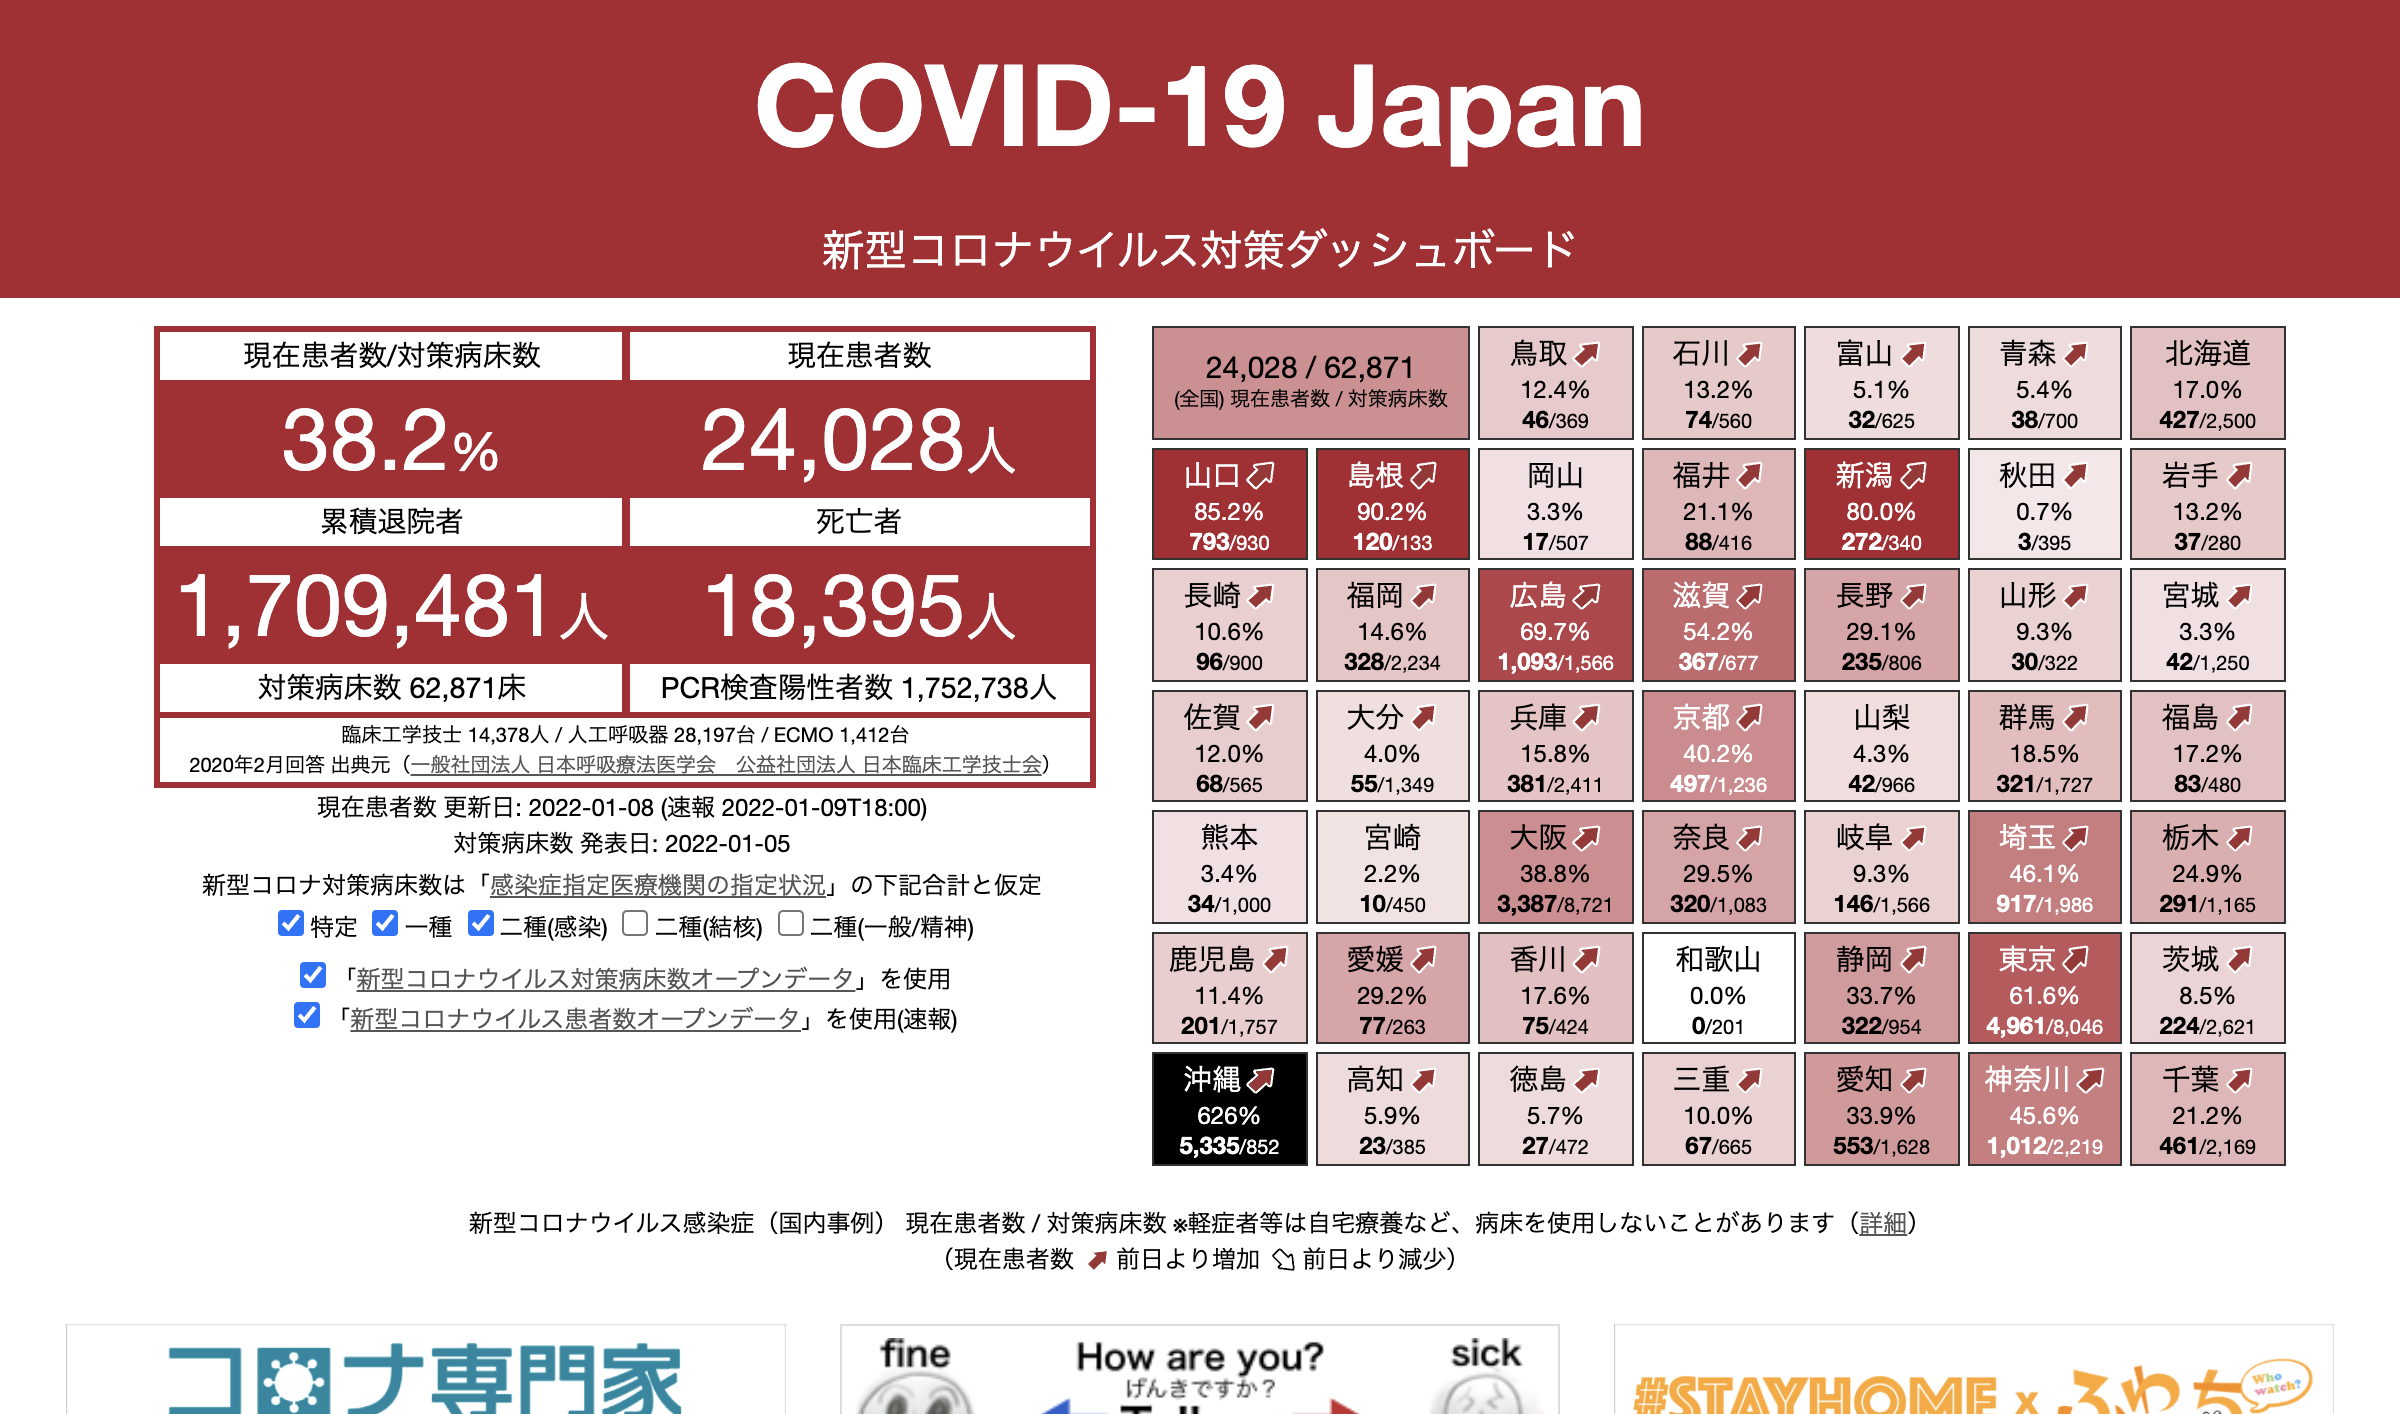 COVID-19 Japan
新型コロナウイルス対策ダッシュボード
現在患者数/対策病床数
現在患者数
38.2%
24,028人
累積退院者
死亡者
1,709,481人
18,395人
対策病床数 62,871床
PCR検査陽性者数 1,752,738人
臨床工学技士 14,378人 / 人工呼吸器 28,197台 / ECMO 1,412台
2020年2月回答 出典元（一般社団法人 日本呼吸療法医学会　公益社団法人 日本臨床工学技士会）
現在患者数 更新日: 2022-01-08 (速報 2022-01-09T18:00)
対策病床数 発表日: 2022-01-05
新型コロナ対策病床数は「感染症指定医療機関の指定状況」の下記合計と仮定
特定 一種 二種(感染) 二種(結核) 二種(一般/精神)
「新型コロナウイルス対策病床数オープンデータ」を使用
「新型コロナウイルス患者数オープンデータ」を使用(速報)
24,028 / 62,871
(全国) 現在患者数 / 対策病床数
鳥取
12.4%
46/369
石川
13.2%
74/560
富山
5.1%
32/625
青森
5.4%
38/700
北海道
17.0%
427/2,500
山口
85.2%
793/930
島根
90.2%
120/133
岡山
3.3%
17/507
福井
21.1%
88/416
新潟
80.0%
272/340
秋田
0.7%
3/395
岩手
13.2%
37/280
長崎
10.6%
96/900
福岡
14.6%
328/2,234
広島
69.7%
1,093/1,566
滋賀
54.2%
367/677
長野
29.1%
235/806
山形
9.3%
30/322
宮城
3.3%
42/1,250
佐賀
12.0%
68/565
大分
4.0%
55/1,349
兵庫
15.8%
381/2,411
京都
40.2%
497/1,236
山梨
4.3%
42/966
群馬
18.5%
321/1,727
福島
17.2%
83/480
熊本
3.4%
34/1,000
宮崎
2.2%
10/450
大阪
38.8%
3,387/8,721
奈良
29.5%
320/1,083
岐阜
9.3%
146/1,566
埼玉
46.1%
917/1,986
栃木
24.9%
291/1,165
鹿児島
11.4%
201/1,757
愛媛
29.2%
77/263
香川
17.6%
75/424
和歌山
0.0%
0/201
静岡
33.7%
322/954
東京
61.6%
4,961/8,046
茨城
8.5%
224/2,621
沖縄
626%
5,335/852
高知
5.9%
23/385
徳島
5.7%
27/472
三重
10.0%
67/665
愛知
33.9%
553/1,628
神奈川
45.6%
1,012/2,219
千葉
21.2%
461/2,169
新型コロナウイルス感染症（国内事例） 現在患者数 / 対策病床数 ※軽症者等は自宅療養など、病床を使用しないことがあります（詳細）
（現在患者数 前日より増加 前日より減少）
コロナ専門家
fine
How are you?
sick
げんきですか？
#STAYHOME x ふわっち
Who watch?